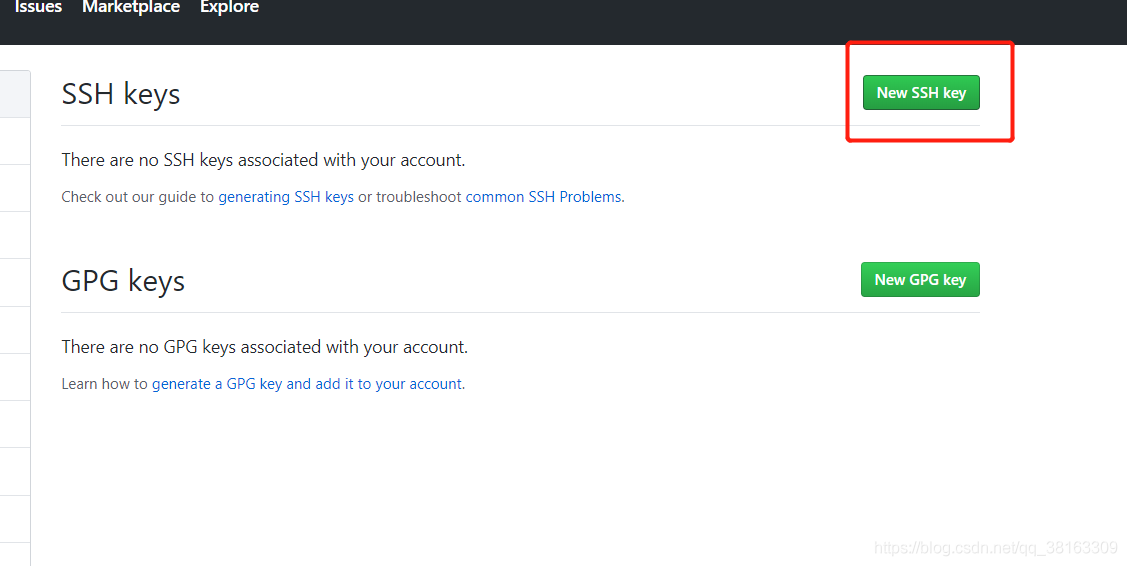 Issues Marketplace Explore
SSH keys
New SSH key
There are no SSH keys associated with your account.
Check out our guide to generating SSH keys or troubleshoot common SSH Problems.
GPG keys
New GPG key
There are no GPG keys associated with your account.
Learn how to generate a GPG key and add it to your account.
https://blog.csdn.net/qq_38163309